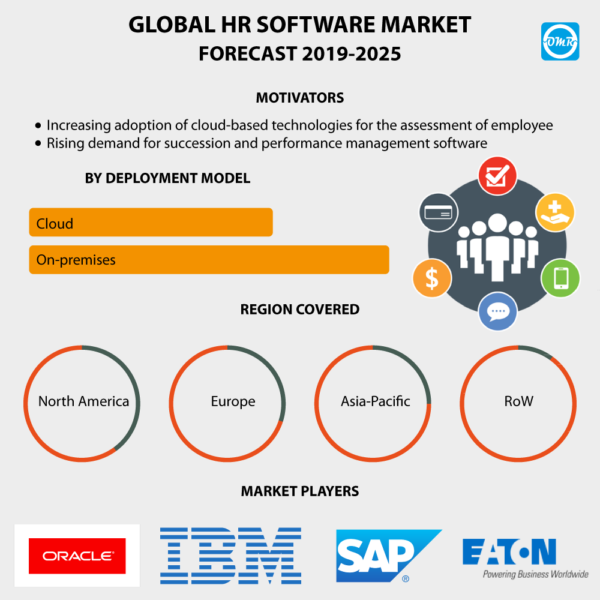 GLOBAL HR SOFTWARE MARKET
FORECAST 2019-2025
OMR
MOTIVATORS
• Increasing adoption of cloud-based technologies for the assessment of employee
• Rising demand for succession and performance management software
BY DEPLOYMENT MODEL
Cloud
On-premises
$
REGION COVERED
North America
Europe
Asia-Pacific
RoW
MARKET PLAYERS
ORACLE®
IBM
SAP®
EATON
Powering Business Worldwide